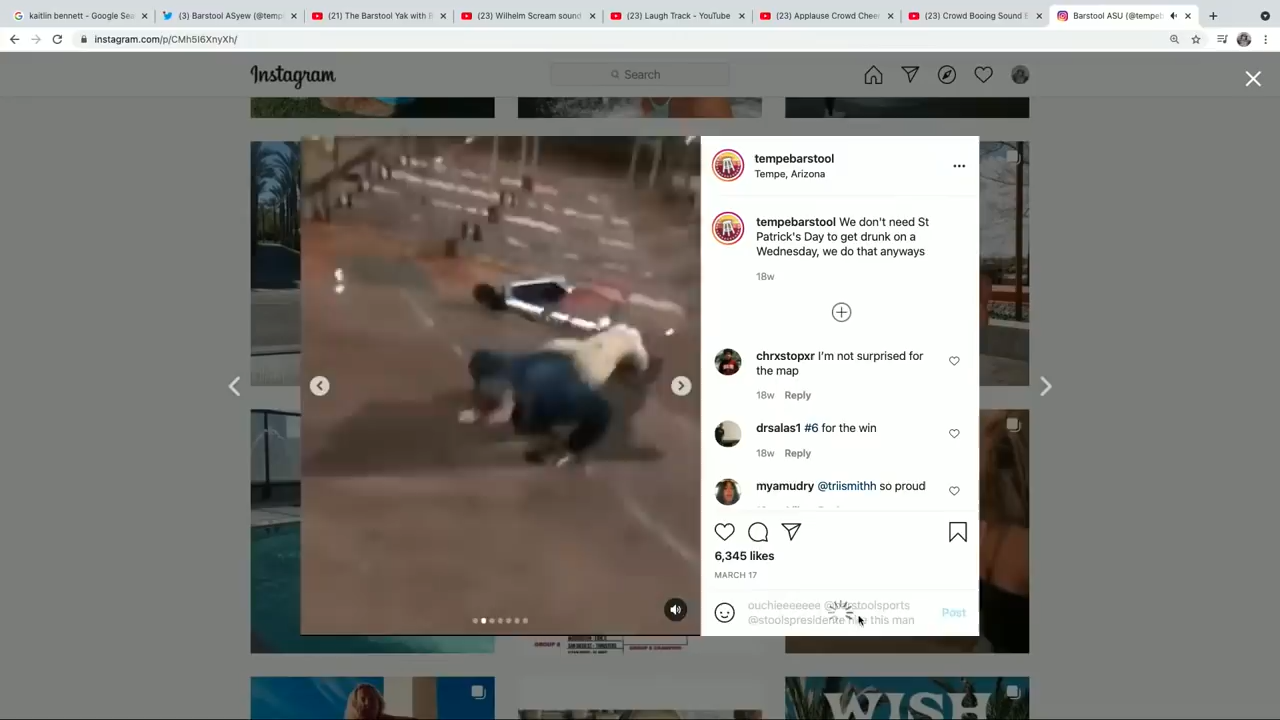 kaitlin bennett - Google Sea
(3) Barstool ASyew (@temp
(21) The Barstool Yak with B
(23) Wilhelm Scream sound
(23) Laugh Track - YouTube
(23) Applause Crowd Cheer
(23) Crowd Booing Sound E
Barstool ASU (@tempeb
instagram.com/p/CMh5I6XnyXh/
Instagram
Search
tempebarstool
Tempe, Arizona
tempebarstool We don't need St
Patrick's Day to get drunk on a
Wednesday, we do that anyways
18w
chrxstopxr I'm not surprised for
the map
18w Reply
drsalas1 #6 for the win
18w Reply
myamudry @triismithh so proud
6,345 likes
MARCH 17
ouchieeeeeee @barstoolsports
@stoolspresidente this man
Post
WISH